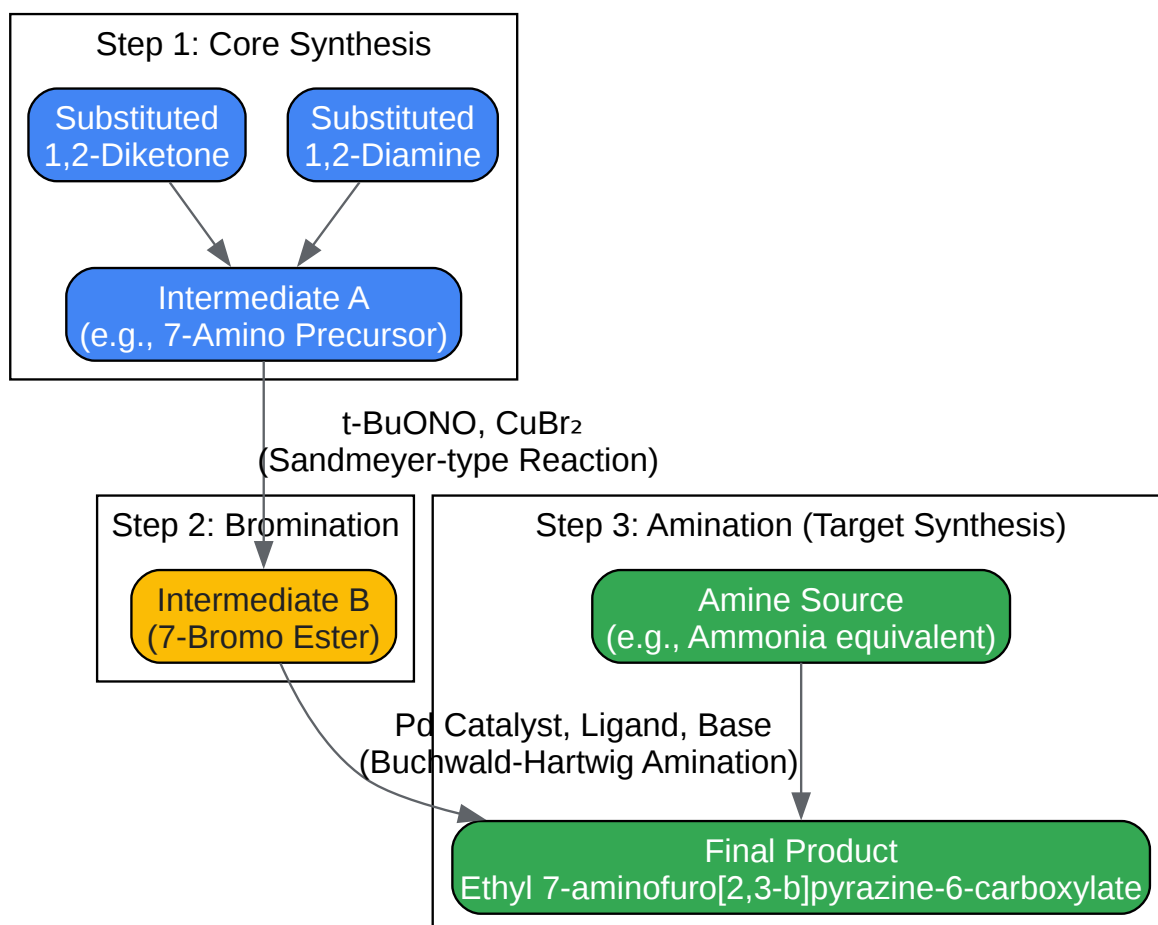 Step 1: Core Synthesis
Substituted
1,2-Diketone
Substituted
1,2-Diamine
Intermediate A
(e.g., 7-Amino Precursor)
t-BuONO, CuBr₂
(Sandmeyer-type Reaction)
Step 2: Bromination
Intermediate B
(7-Bromo Ester)
Step 3: Amination (Target Synthesis)
Amine Source
(e.g., Ammonia equivalent)
Pd Catalyst, Ligand, Base
(Buchwald-Hartwig Amination)
Final Product
Ethyl 7-aminofuro[2,3-b]pyrazine-6-carboxylate